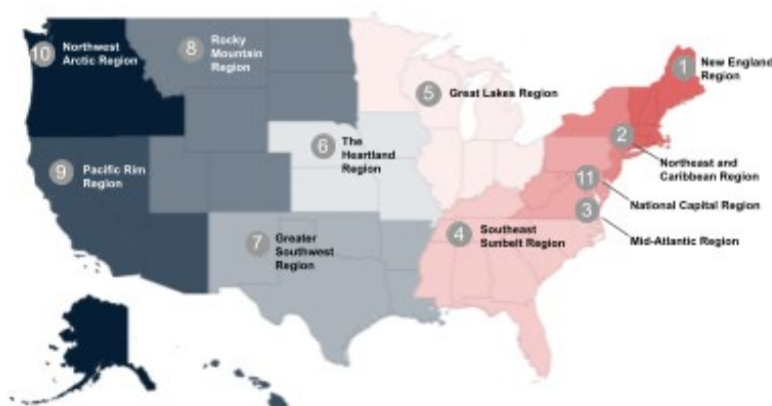 10 Northwest
Arctic Region
8 Rocky
Mountain
Region
1 New England
Region
5 Great Lakes Region
6 The
Heartland
Region
2
Northeast and
Caribbean Region
9 Pacific Rim
Region
11
National Capital Region
3
Mid-Atlantic Region
4 Southeast
Sunbelt Region
7 Greater
Southwest
Region